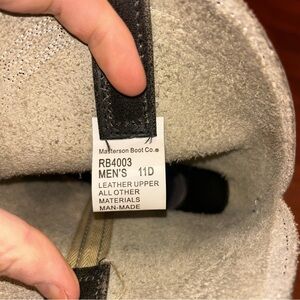 Masterson Boot Co.®
RB4003
MEN'S 11D
LEATHER UPPER
ALL OTHER
MATERIALS
MAN-MADE